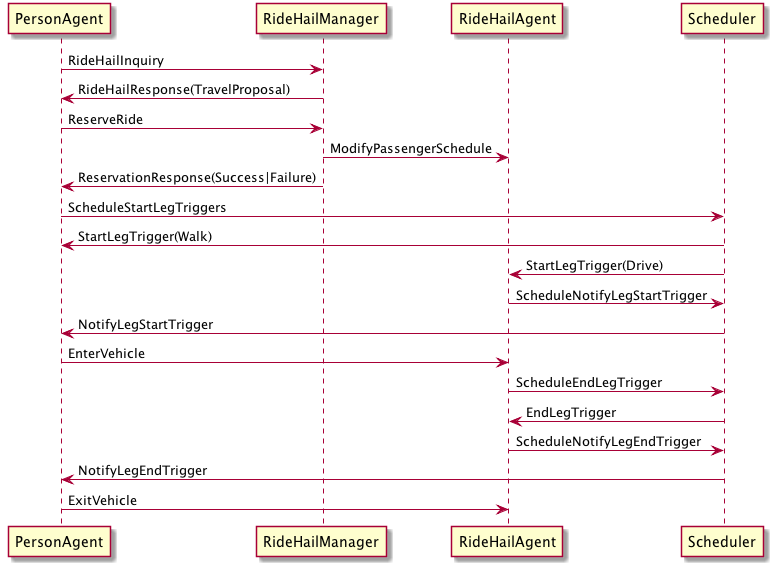 PersonAgent RideHailManager RideHailAgent Scheduler
RideHailInquiry
RideHailResponse(TravelProposal)
ReserveRide
ModifyPassengerSchedule
ReservationResponse(Success|Failure)
ScheduleStartLegTriggers
StartLegTrigger(Walk)
StartLegTrigger(Drive)
ScheduleNotifyLegStartTrigger
NotifyLegStartTrigger
EnterVehicle
ScheduleEndLegTrigger
EndLegTrigger
ScheduleNotifyLegEndTrigger
NotifyLegEndTrigger
ExitVehicle
PersonAgent RideHailManager RideHailAgent Scheduler